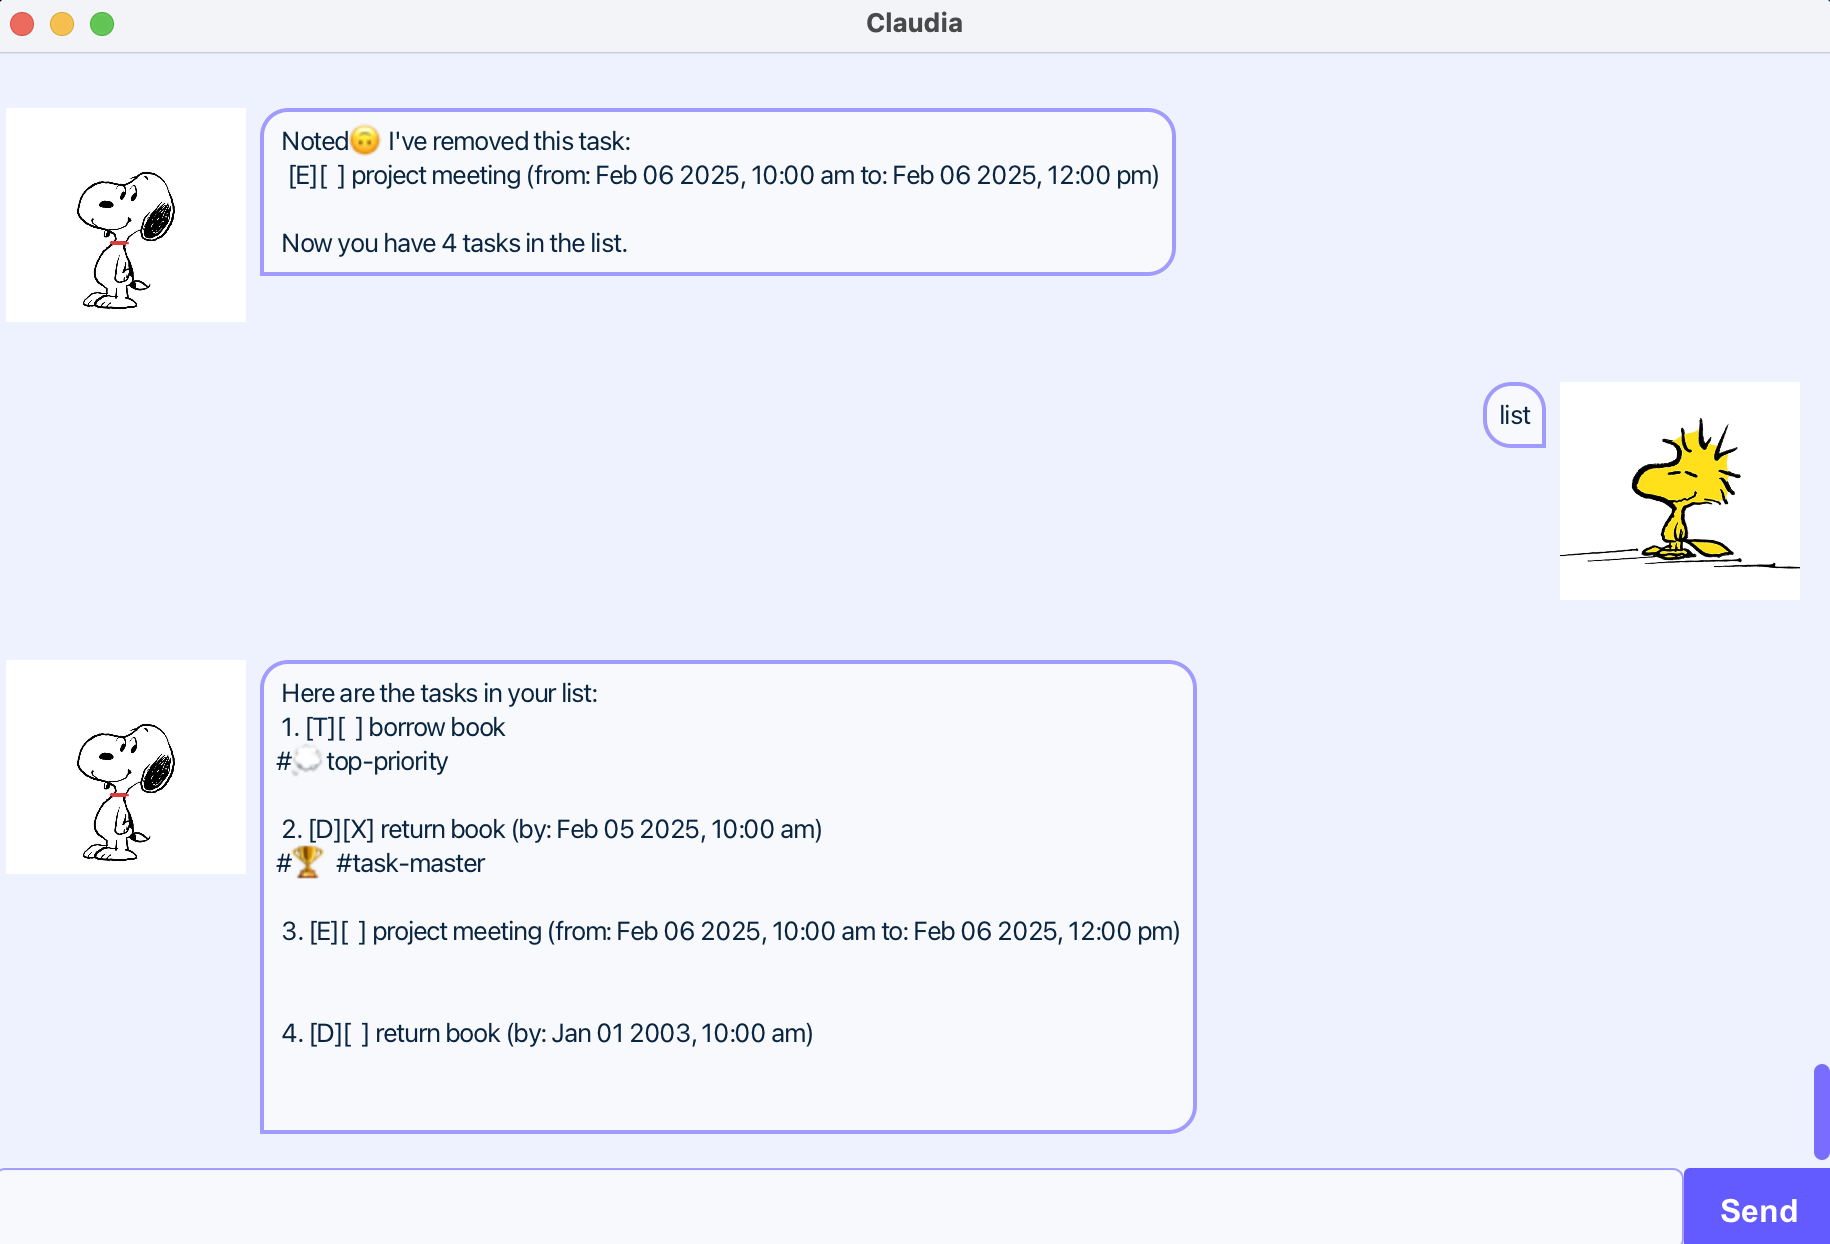 Claudia
Noted🙃 I've removed this task:
[E][ ] project meeting (from: Feb 06 2025, 10:00 am to: Feb 06 2025, 12:00 pm)
Now you have 4 tasks in the list.
list
Here are the tasks in your list:
1. [T][ ] borrow book
#💭 top-priority
2. [D][X] return book (by: Feb 05 2025, 10:00 am)
#🏆 #task-master
3. [E][ ] project meeting (from: Feb 06 2025, 10:00 am to: Feb 06 2025, 12:00 pm)
4. [D][ ] return book (by: Jan 01 2003, 10:00 am)
Send